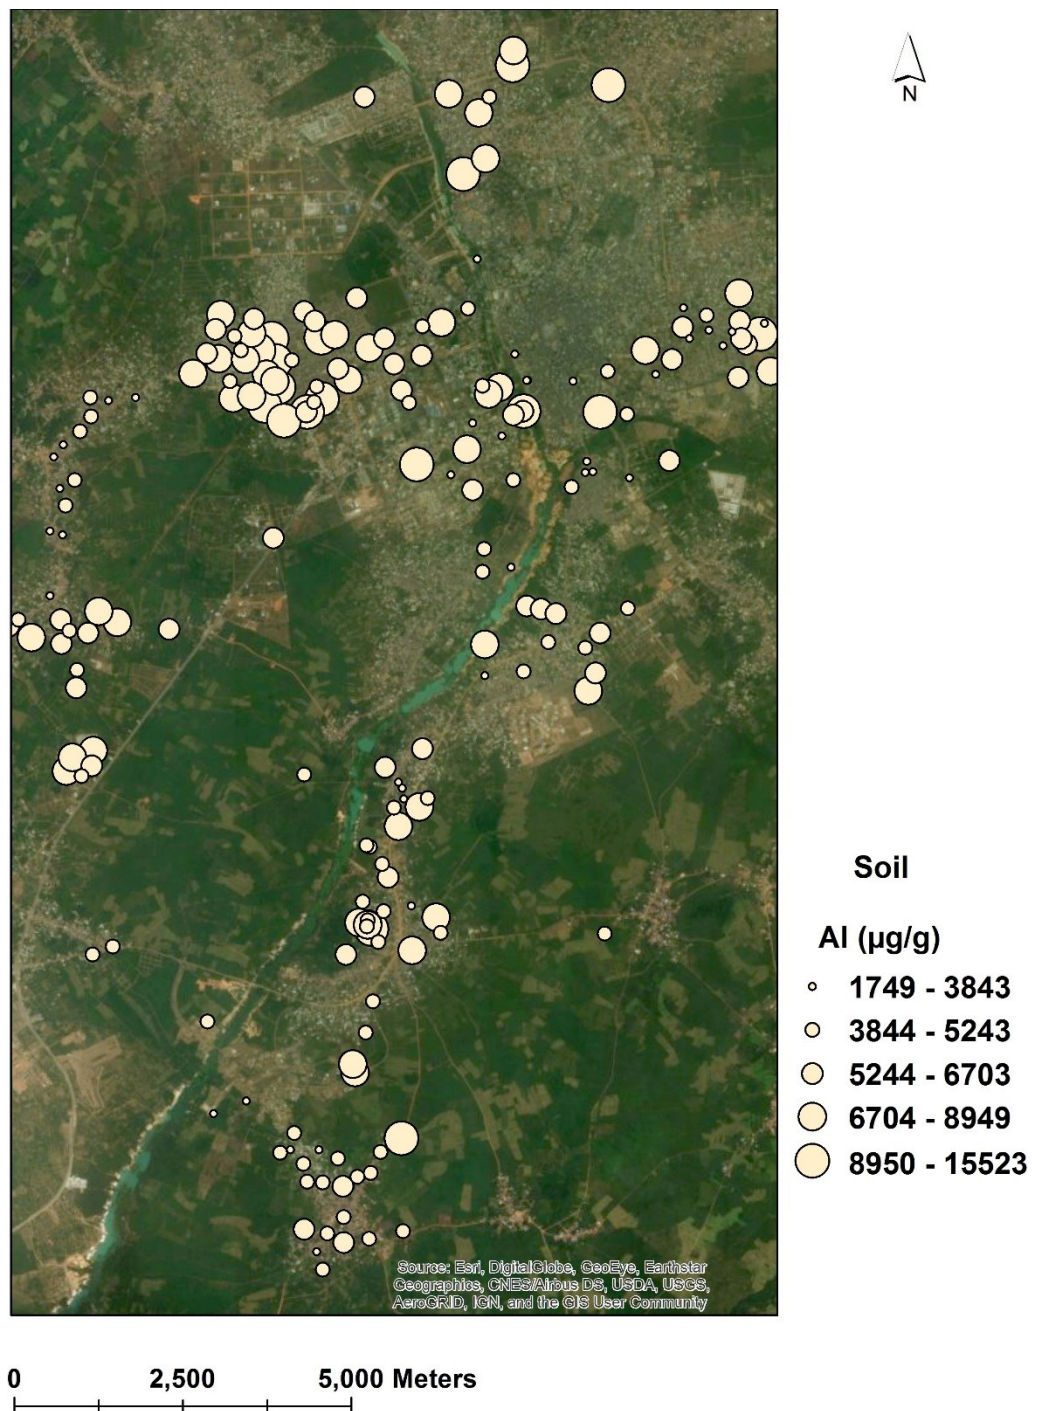 N
Soil
Al (µg/g)
1749 - 3843
3844 - 5243
5244 - 6703
6704 - 8949
8950 - 15523
Source: Esri, DigitalGlobe, GeoEye, Earthstar
Geographics, CNES/Airbus DS, USDA, USGS,
AeroGRID, IGN, and the GIS User Community
0 2,500 5,000 Meters